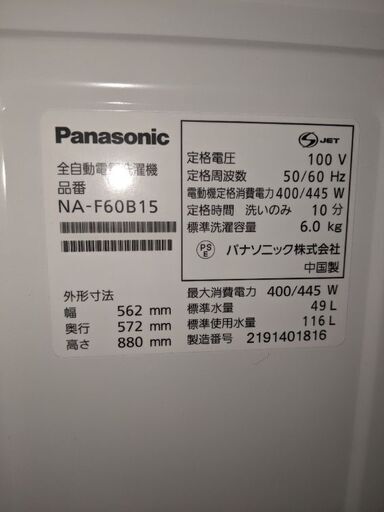 Panasonic
全自動電気洗濯機
品番
NA-F60B15
外形寸法
幅 562 mm
奥行 572 mm
高さ 880 mm
S JET
定格電圧 100 V
定格周波数 50/60 Hz
電動機定格消費電力 400/445 W
定格時間 洗いのみ 10 分
標準洗濯容量 6.0 kg
PSE パナソニック株式会社
中国製
最大消費電力 400/445 W
標準水量 49 L
標準使用水量 116 L
製造番号 2191401816